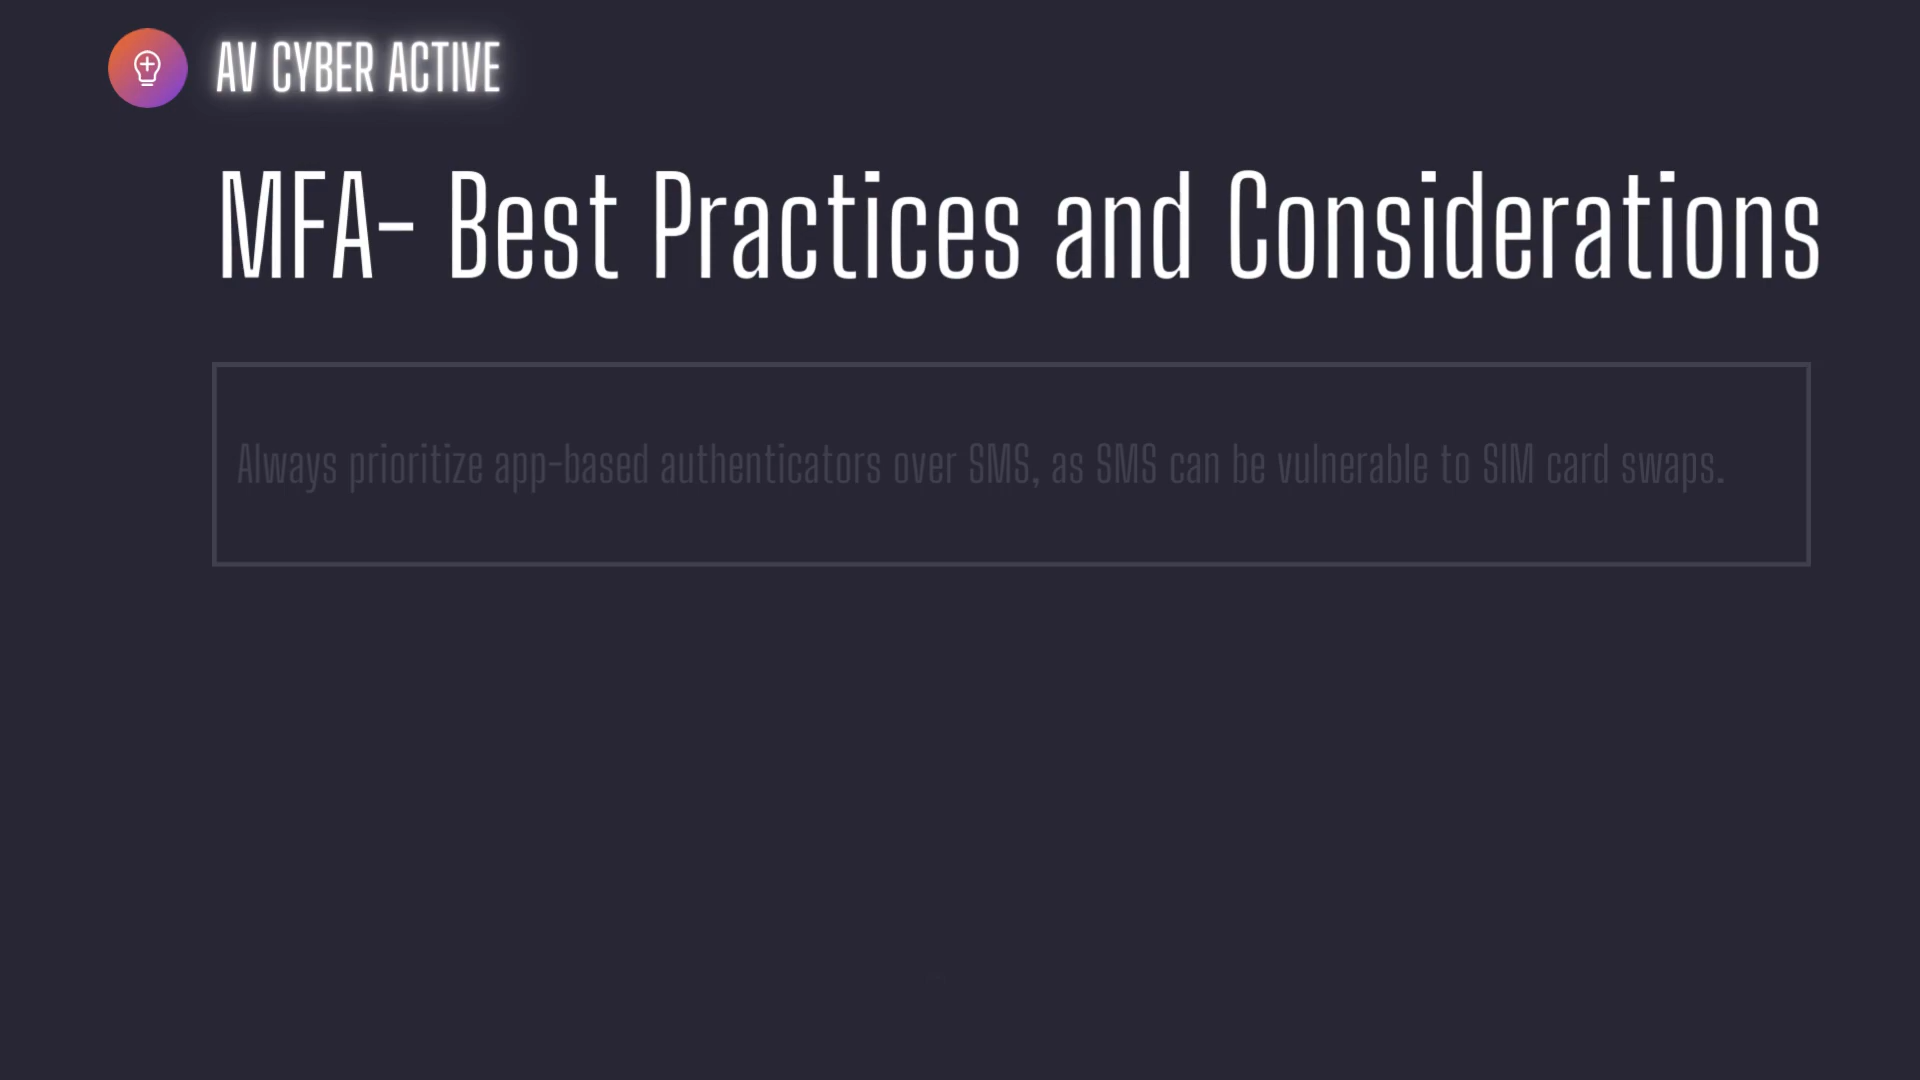 AV CYBER ACTIVE
MFA- Best Practices and Considerations
Always prioritize app-based authenticators over SMS, as SMS can be vulnerable to SIM card swaps.